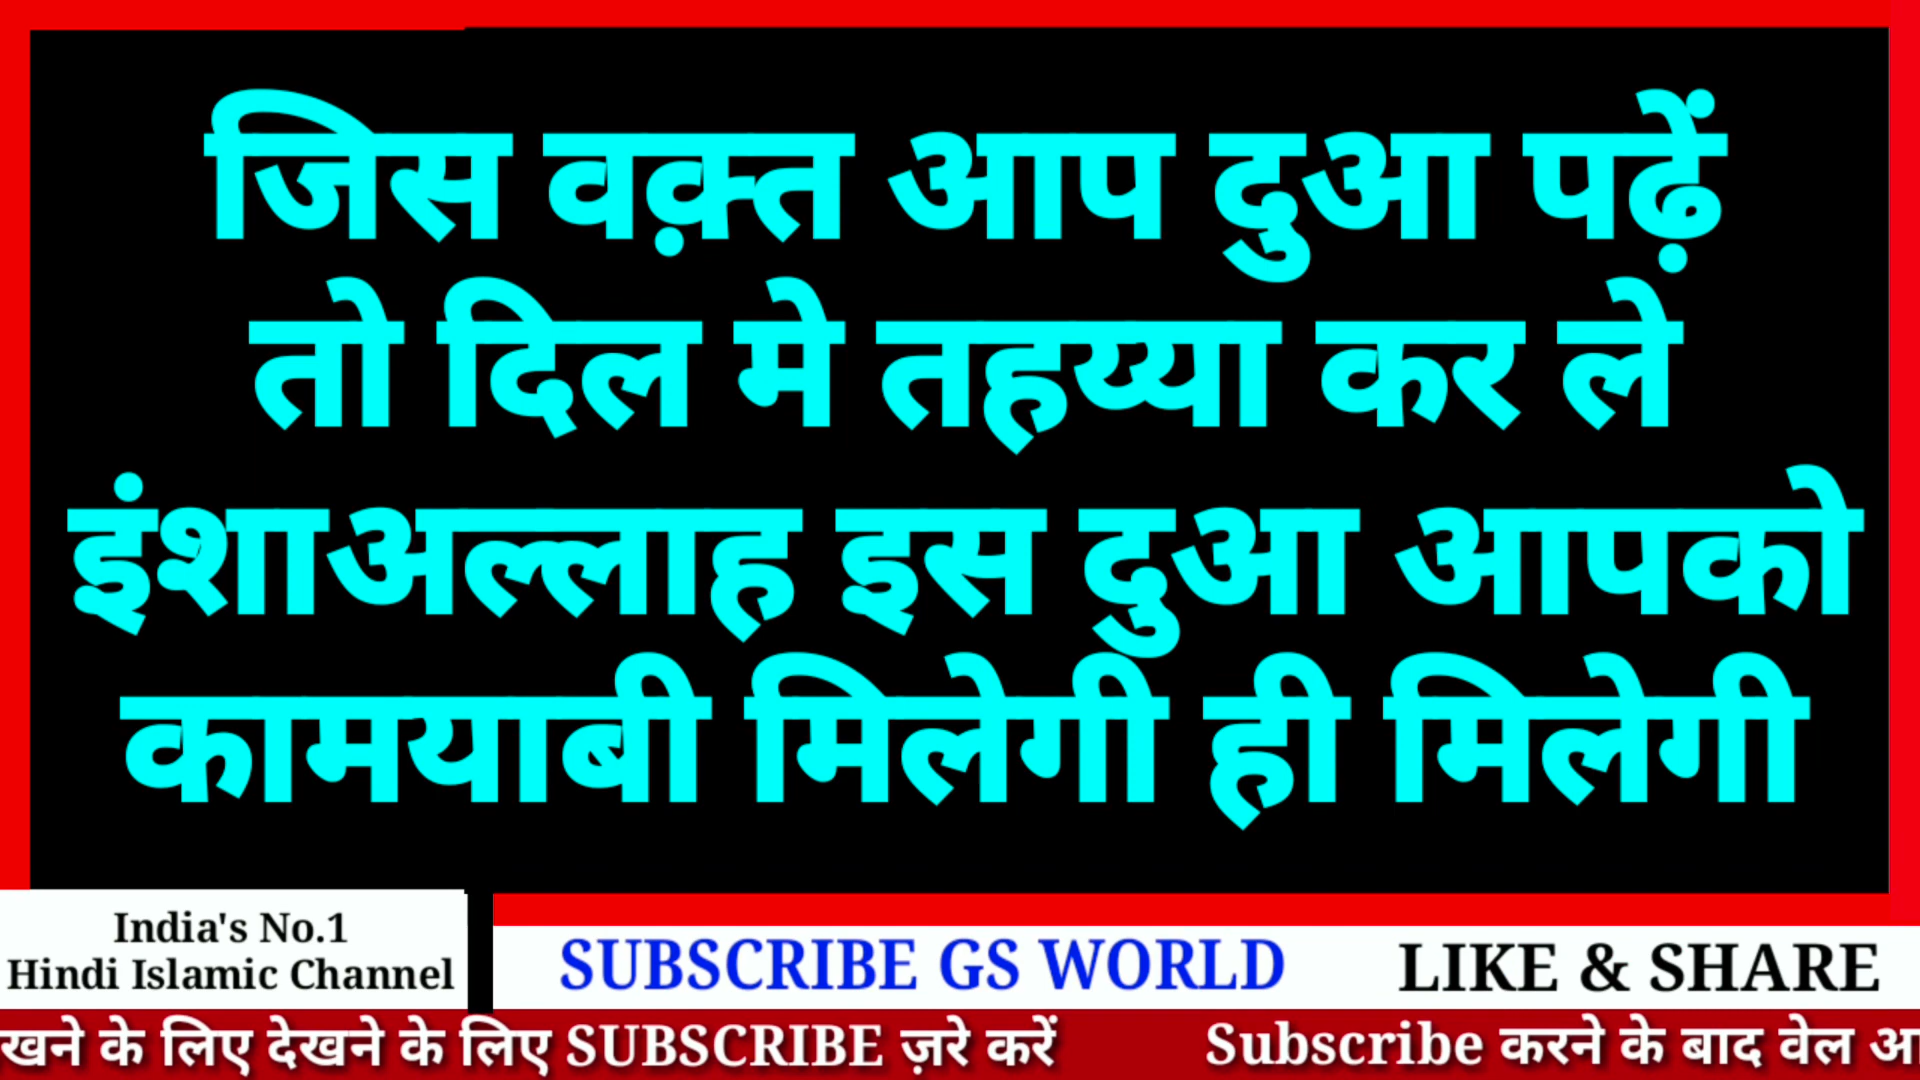 जिस वक़्त आप दुआ पढ़ें
तो दिल मे तहय्या कर ले
इंशाअल्लाह इस दुआ आपको
कामयाबी मिलेगी ही मिलेगी
India's No.1
Hindi Islamic Channel
SUBSCRIBE GS WORLD
LIKE & SHARE
के लिए देखने के लिए SUBSCRIBE ज़रे करें
Subscribe करने के बाद वेल